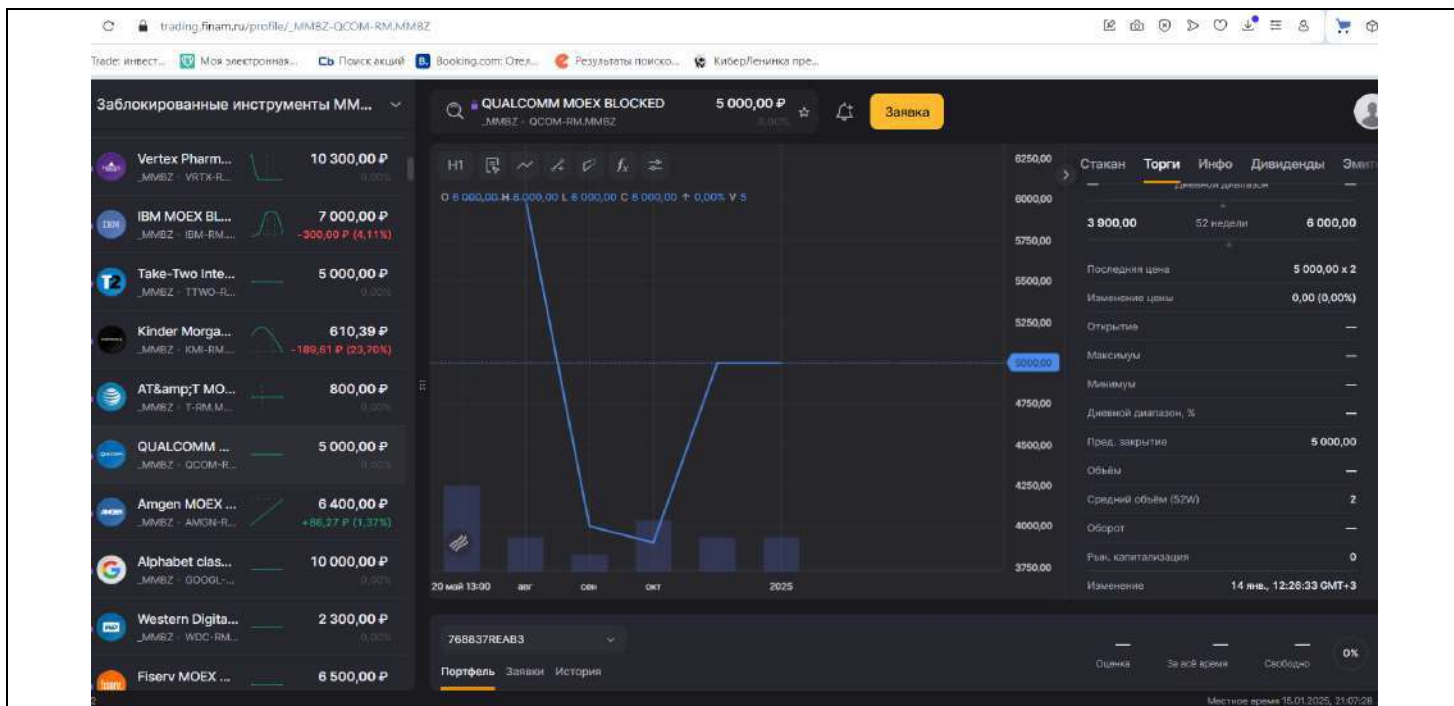 trading.finam.ru/profile/_MMBZ-QCOM-RM.MMBZ
Trade: инвест... Моя электронная... Поиск акций Booking.com: Отел... Результаты поиско... КиберЛенинка пре...
Заблокированные инструменты MM...
Vertex Pharm... 10 300,00 ₽
_MMBZ · VRTX-R... 0,00%
IBM MOEX BL... 7 000,00 ₽
_MMBZ · IBM-RM.... -300,00 ₽ (4,11%)
Take-Two Inte... 5 000,00 ₽
_MMBZ · TTWO-R... 0,00%
Kinder Morga... 610,39 ₽
_MMBZ · KMI-RM.... -189,61 ₽ (23,70%)
AT&amp;T MO... 800,00 ₽
_MMBZ · T-RM.M... 0,00%
QUALCOMM ... 5 000,00 ₽
_MMBZ · QCOM-R... 0,00%
Amgen MOEX ... 6 400,00 ₽
_MMBZ · AMGN-R... +86,27 ₽ (1,37%)
Alphabet clas... 10 000,00 ₽
_MMBZ · GOOGL-... 0,00%
Western Digita... 2 300,00 ₽
_MMBZ · WDC-RM... 0,00%
Fiserv MOEX ... 6 500,00 ₽
QUALCOMM MOEX BLOCKED 5 000,00 ₽
_MMBZ · QCOM-RM.MMBZ 0,00%
Заявка
H1
O 6 000,00 H 6 000,00 L 6 000,00 C 6 000,00 ↑ 0,00% V 5
6250,00
6000,00
5750,00
5500,00
5250,00
5000,00
4750,00
4500,00
4250,00
4000,00
3750,00
20 май 13:00 авг сен окт 2025
Стакан Торги Инфо Дивиденды Эмит
— Дневной диапазон —
3 900,00 52 недели 6 000,00
Последняя цена 5 000,00 x 2
Изменение цены 0,00 (0,00%)
Открытие —
Максимум —
Минимум —
Дневной диапазон, % —
Пред. закрытие 5 000,00
Объём —
Средний объём (52W) 2
Оборот —
Рын. капитализация 0
Изменение 14 янв., 12:26:33 GMT+3
768837REAB3
Портфель Заявки История
— — — 0%
Оценка За всё время Свободно
Местное время 15.01.2025, 21:07:28